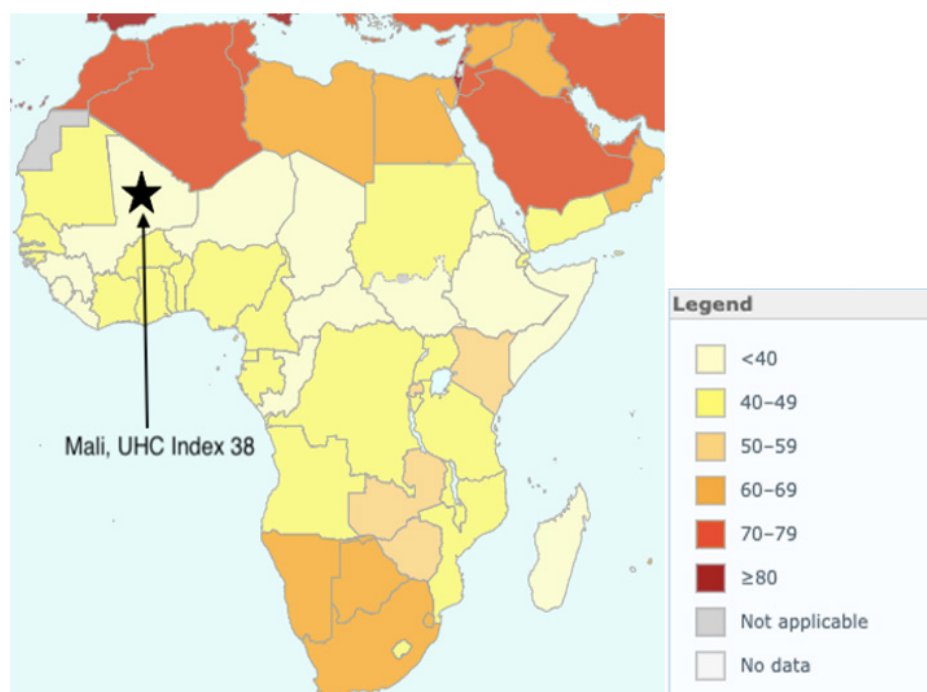 Mali, UHC Index 38
Legend
<40
40–49
50–59
60–69
70–79
≥80
Not applicable
No data